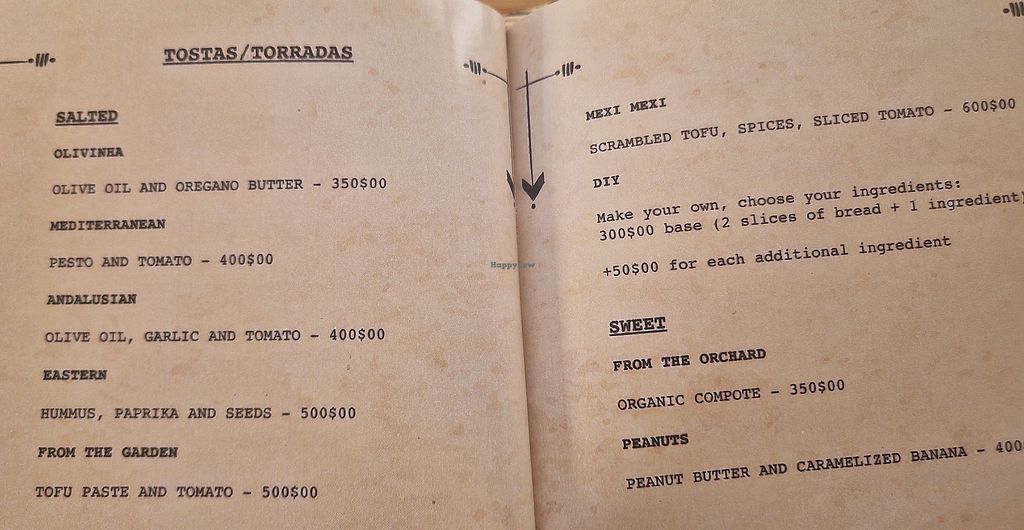 TOSTAS/TORRADAS
SALTED
OLIVINHA
OLIVE OIL AND OREGANO BUTTER - 350$00
MEDITERRANEAN
PESTO AND TOMATO - 400$00
ANDALUSIAN
OLIVE OIL, GARLIC AND TOMATO - 400$00
EASTERN
HUMMUS, PAPRIKA AND SEEDS - 500$00
FROM THE GARDEN
TOFU PASTE AND TOMATO - 500$00
MEXI MEXI
SCRAMBLED TOFU, SPICES, SLICED TOMATO - 600$00
DIY
Make your own, choose your ingredients:
300$00 base (2 slices of bread + 1 ingredient)
+50$00 for each additional ingredient
SWEET
FROM THE ORCHARD
ORGANIC COMPOTE - 350$00
PEANUTS
PEANUT BUTTER AND CARAMELIZED BANANA - 400
HappyCow